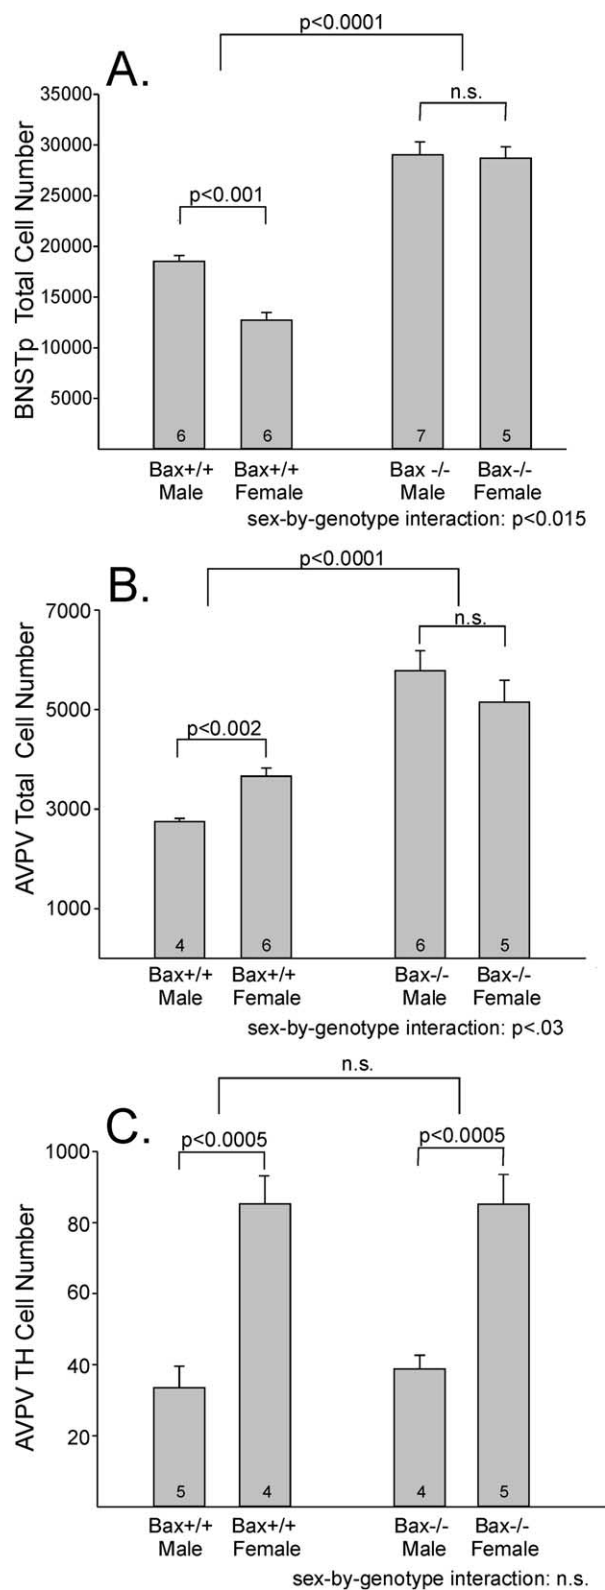 p<0.0001
A.
n.s.
35000
30000
25000
20000
15000
10000
5000
BNSTp Total Cell Number
p<0.001
6
6
7
5
Bax+/+
Male
Bax+/+
Female
Bax -/-
Male
Bax-/-
Female
sex-by-genotype interaction: p<0.015
p<0.0001
B.
n.s.
7000
5000
3000
1000
AVPV Total Cell Number
p<0.002
4
6
6
5
Bax+/+
Male
Bax+/+
Female
Bax-/-
Male
Bax-/-
Female
sex-by-genotype interaction: p<.03
n.s.
C.
p<0.0005
p<0.0005
1000
80
60
40
20
AVPV TH Cell Number
5
4
4
5
Bax+/+
Male
Bax+/+
Female
Bax-/-
Male
Bax-/-
Female
sex-by-genotype interaction: n.s.